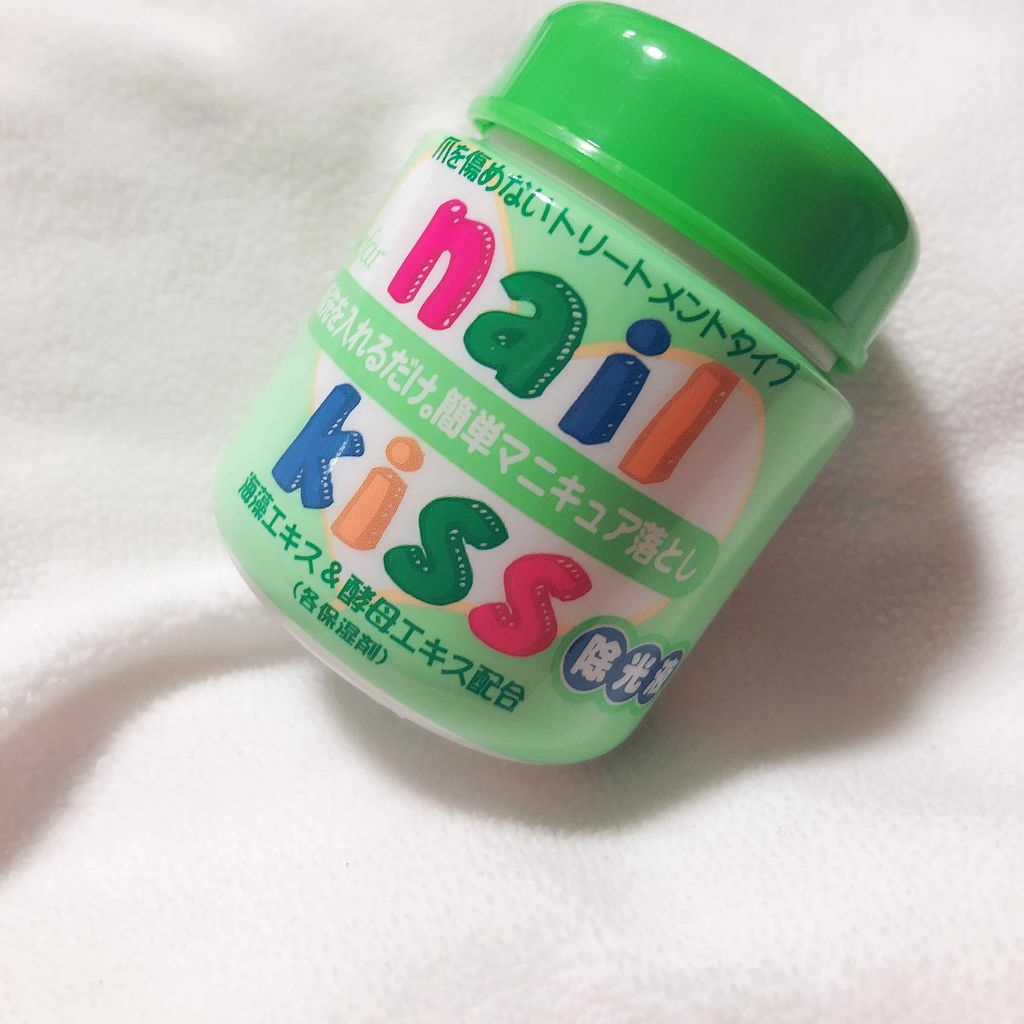 爪を傷めないトリートメントタイプ
nail
を入れるだけ。簡単マニキュア落とし
kiss
海藻エキス&酵母エキス配合
(各保湿剤)
除光